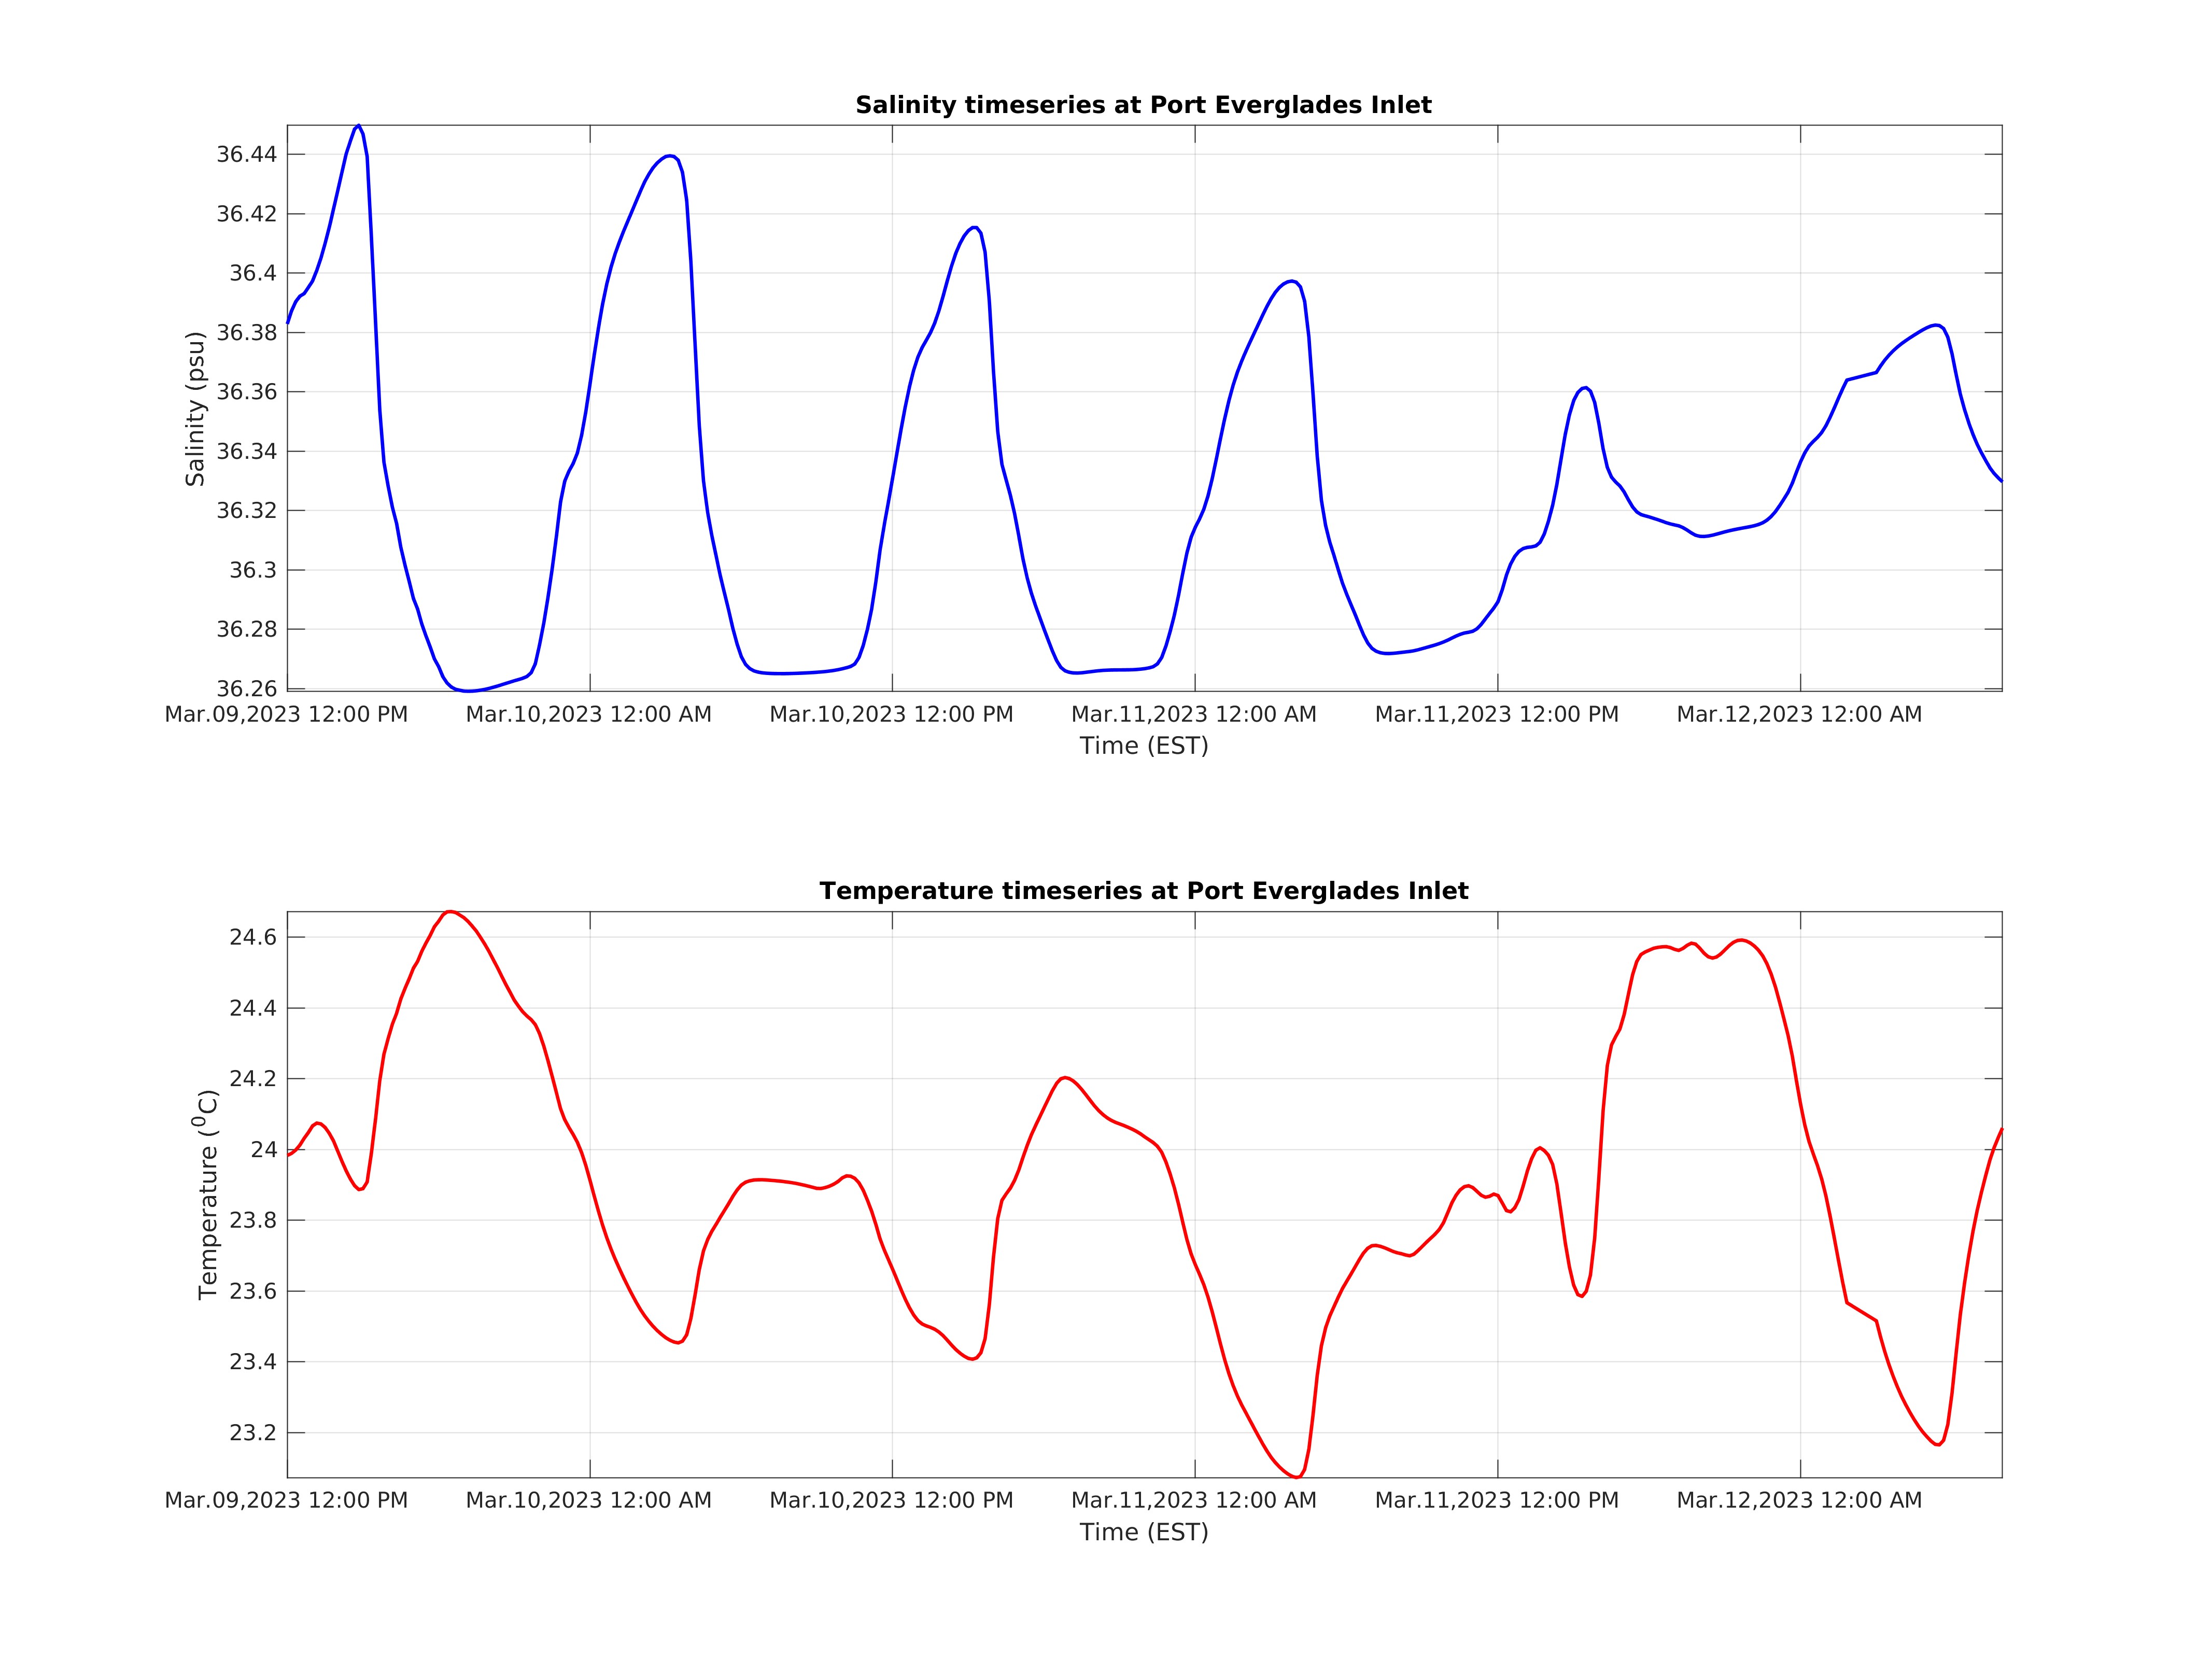 Salinity timeseries at Port Everglades Inlet
Salinity (psu)
36.44
36.42
36.4
36.38
36.36
36.34
36.32
36.3
36.28
36.26
Mar.09,2023 12:00 PM Mar.10,2023 12:00 AM Mar.10,2023 12:00 PM Mar.11,2023 12:00 AM Mar.11,2023 12:00 PM Mar.12,2023 12:00 AM
Time (EST)
Temperature timeseries at Port Everglades Inlet
Temperature (⁰C)
24.6
24.4
24.2
24
23.8
23.6
23.4
23.2
Mar.09,2023 12:00 PM Mar.10,2023 12:00 AM Mar.10,2023 12:00 PM Mar.11,2023 12:00 AM Mar.11,2023 12:00 PM Mar.12,2023 12:00 AM
Time (EST)